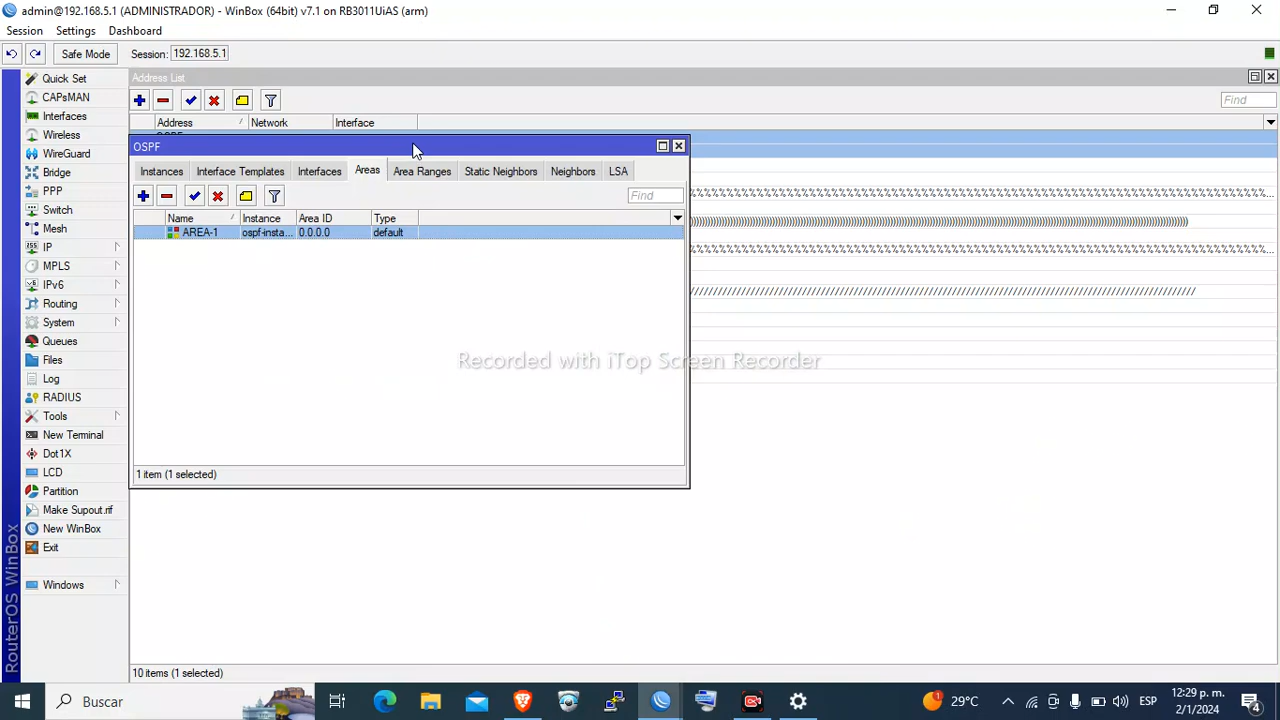 admin@192.168.5.1 (ADMINISTRADOR) - WinBox (64bit) v7.1 on RB3011UiAS (arm)
Session Settings Dashboard
Safe Mode Session: 192.168.5.1
Address List
Find
Address Network Interface
OSPF
Instances Interface Templates Interfaces Areas Area Ranges Static Neighbors Neighbors LSA
Find
Name Instance Area ID Type
AREA-1 ospf-insta... 0.0.0.0 default
1 item (1 selected)
10 items (1 selected)
Quick Set
CAPsMAN
Interfaces
Wireless
WireGuard
Bridge
PPP
Switch
Mesh
IP
MPLS
IPv6
Routing
System
Queues
Files
Log
RADIUS
Tools
New Terminal
Dot1X
LCD
Partition
Make Supout.rif
New WinBox
Exit
Windows
RouterOS WinBox
Recorded with iTop Screen Recorder
Buscar
1
29°C
ESP
12:29 p. m.
2/1/2024
4